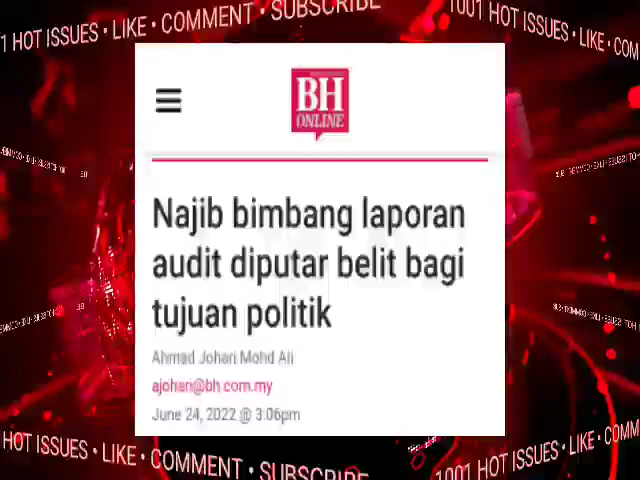 1 HOT ISSUES • LIKE • COMMENT • SUBSCRIBE
1001 HOT ISSUES • LIKE • COM
BH
ONLINE
Najib bimbang laporan
audit diputar belit bagi
tujuan politik
Ahmad Johari Mohd Ali
ajohari@bh.com.my
June 24, 2022 @ 3:06pm
HOT ISSUES • LIKE • COMMENT • SUBSCRIBE
1001 HOT ISSUES • LIKE • COMM